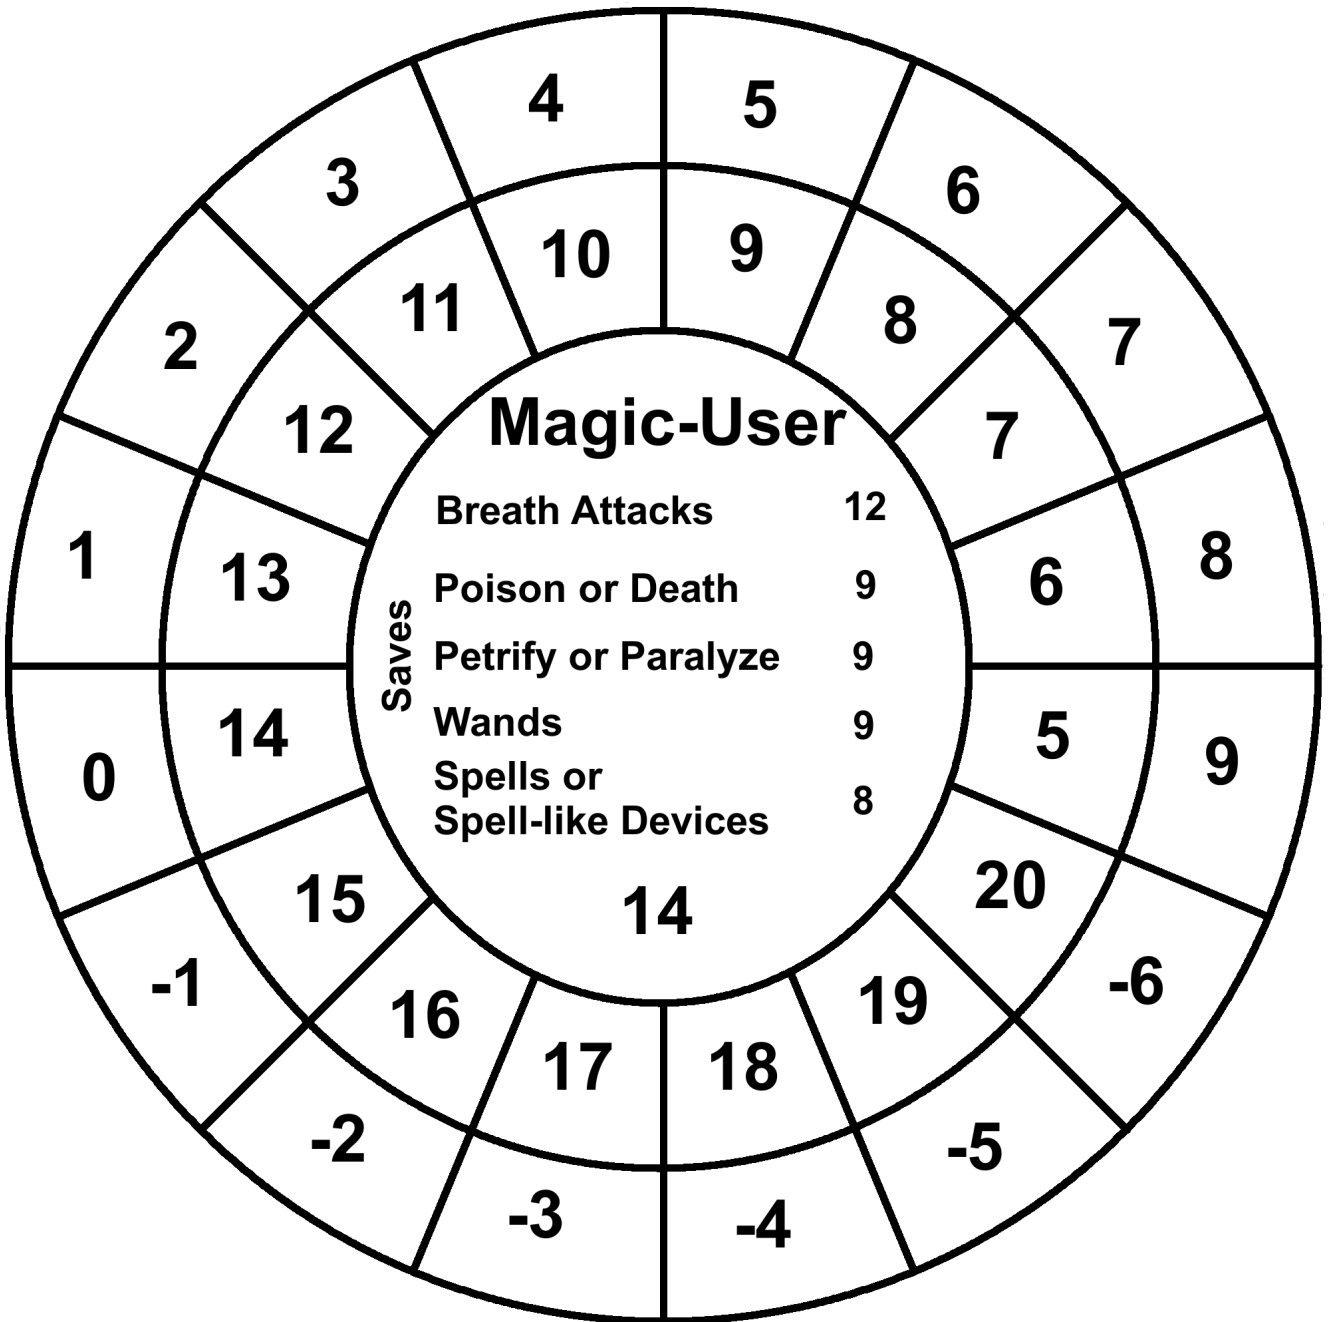 4 5
3 6
10 9
2 11 8 7
12 7
Magic-User
Breath Attacks 12
1 13 6 8
Poison or Death 9
Saves
Petrify or Paralyze 9
Wands 9
0 14 5 9
Spells or
Spell-like Devices 8
15 20
14
-1 16 19 -6
17 18
-2 -5
-3 -4